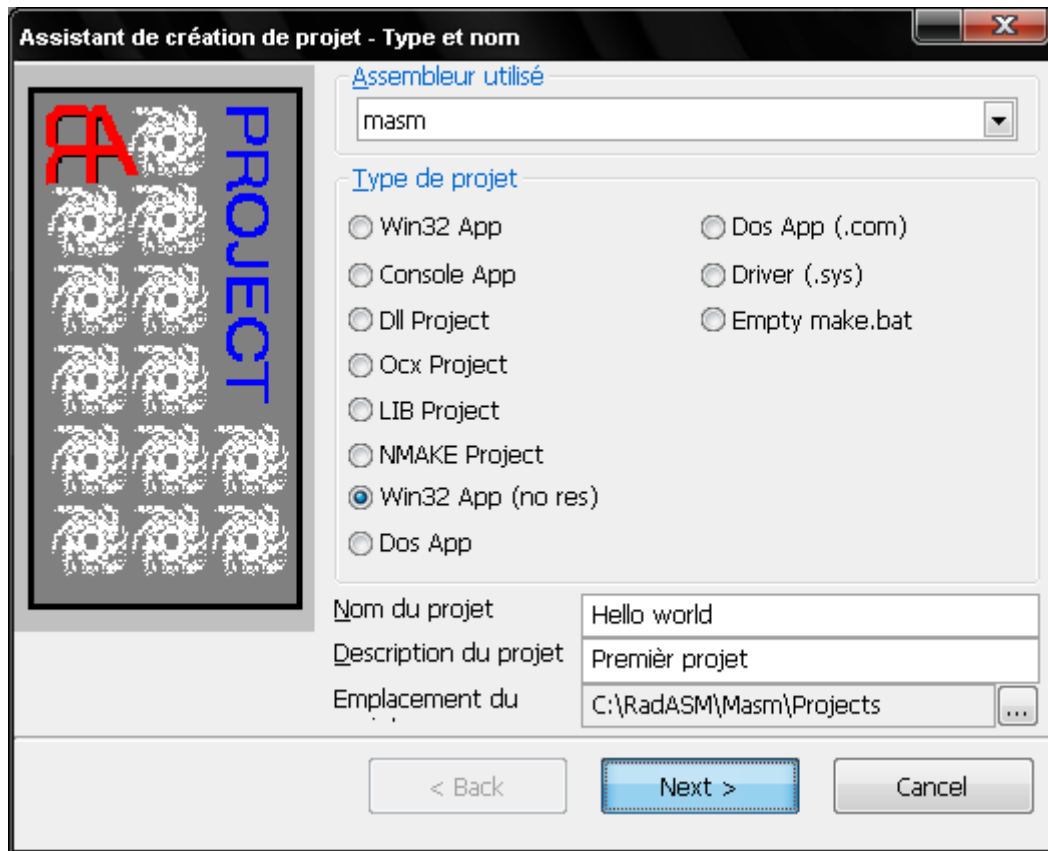 Assistant de création de projet - Type et nom
RA
PROJECT
Assembleur utilisé
masm
Type de projet
Win32 App
Dos App (.com)
Console App
Driver (.sys)
Dll Project
Empty make.bat
Ocx Project
LIB Project
NMAKE Project
Win32 App (no res)
Dos App
Nom du projet
Hello world
Description du projet
Premièr projet
Emplacement du
C:\RadASM\Masm\Projects
...
< Back
Next >
Cancel